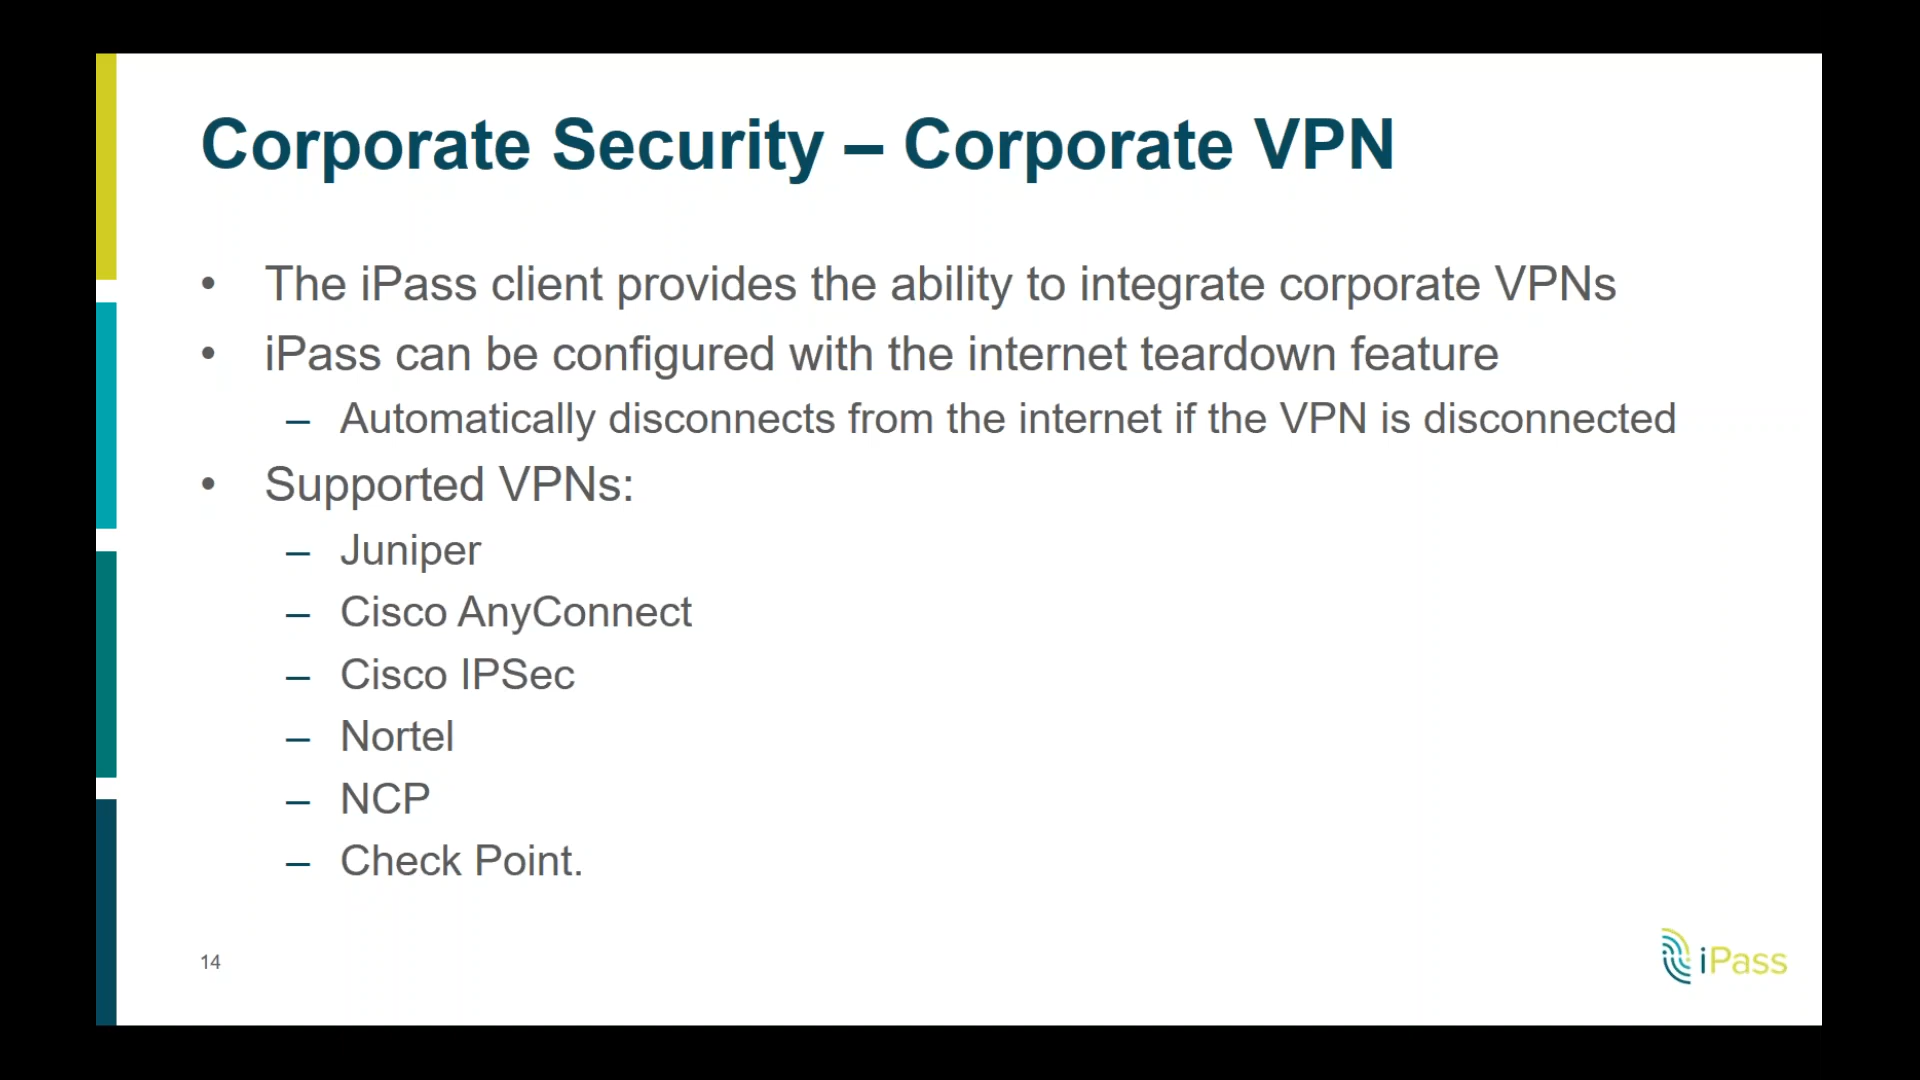 Corporate Security – Corporate VPN
• The iPass client provides the ability to integrate corporate VPNs
• iPass can be configured with the internet teardown feature
– Automatically disconnects from the internet if the VPN is disconnected
• Supported VPNs:
– Juniper
– Cisco AnyConnect
– Cisco IPSec
– Nortel
– NCP
– Check Point.
14
iPass